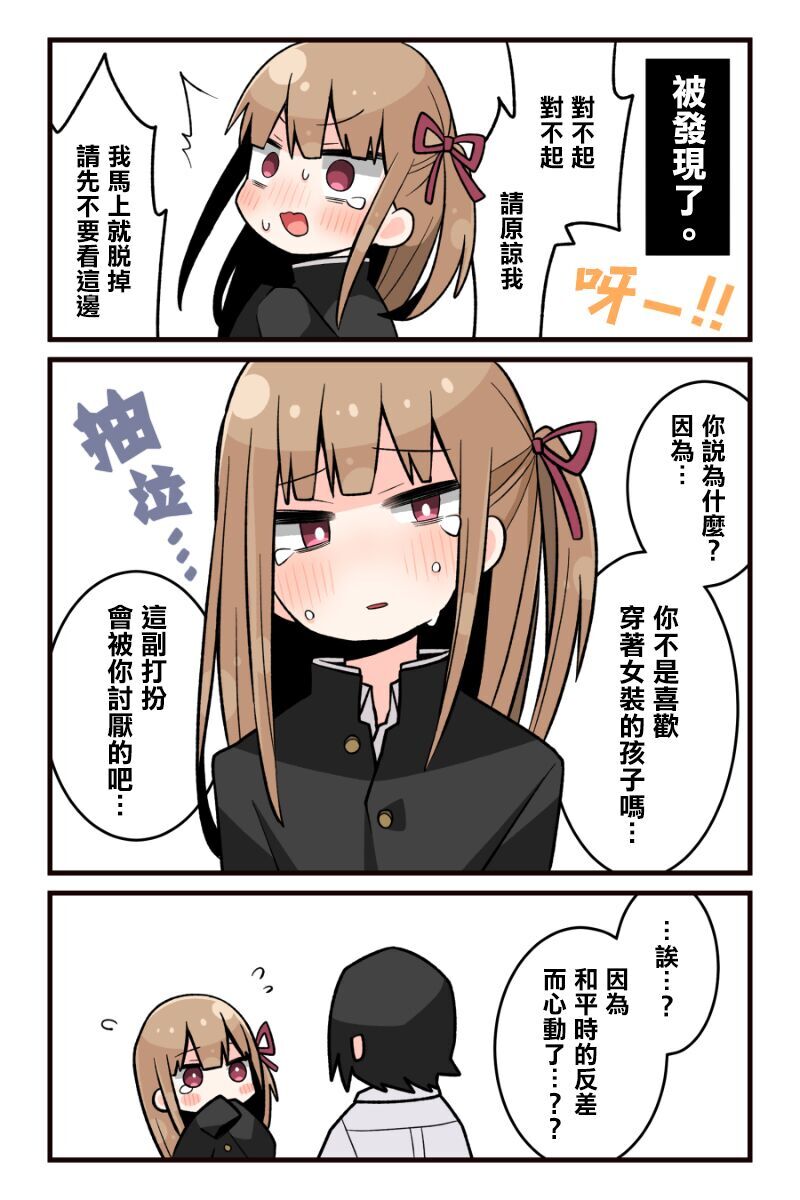 被發現了。
呀—!!
對不起
對不起
請原諒我
我馬上就脫掉
請先不要看這邊
你說為什麼?
因為…
你不是喜歡
穿著女裝的孩子嗎…
抽泣…
這副打扮
會被你討厭的吧…
…誒…?
因為
和平時的反差
而心動了…??